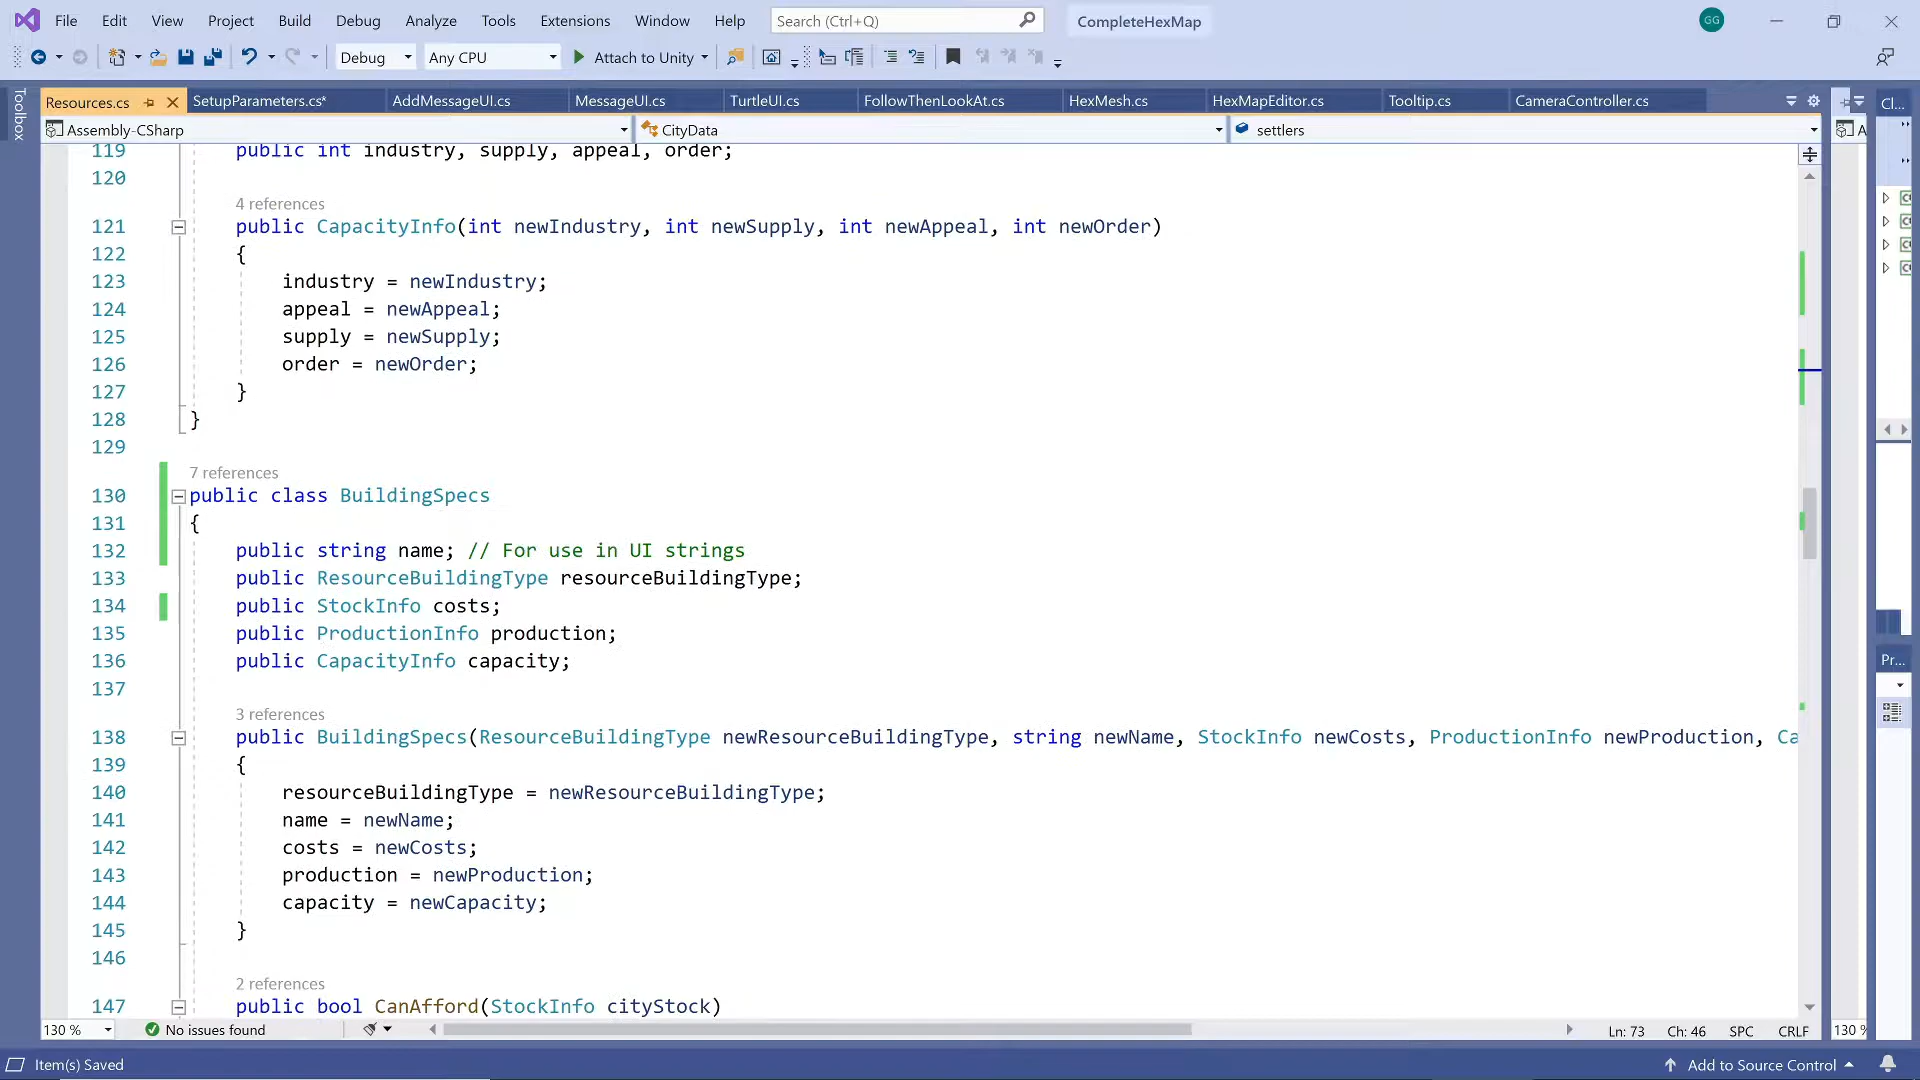 File Edit View Project Build Debug Analyze Tools Extensions Window Help Search (Ctrl+Q) CompleteHexMap GG
Debug Any CPU Attach to Unity
Toolbox
Resources.cs SetupParameters.cs* AddMessageUI.cs MessageUI.cs TurtleUI.cs FollowThenLookAt.cs HexMesh.cs HexMapEditor.cs Tooltip.cs CameraController.cs Cl...
Assembly-CSharp CityData settlers A
119 public int industry, supply, appeal, order;
120
4 references
121 public CapacityInfo(int newIndustry, int newSupply, int newAppeal, int newOrder)
122 {
123 industry = newIndustry;
124 appeal = newAppeal;
125 supply = newSupply;
126 order = newOrder;
127 }
128 }
129
7 references
130 public class BuildingSpecs
131 {
132 public string name; // For use in UI strings
133 public ResourceBuildingType resourceBuildingType;
134 public StockInfo costs;
135 public ProductionInfo production;
136 public CapacityInfo capacity;
137
3 references
138 public BuildingSpecs(ResourceBuildingType newResourceBuildingType, string newName, StockInfo newCosts, ProductionInfo newProduction, Ca
139 {
140 resourceBuildingType = newResourceBuildingType;
141 name = newName;
142 costs = newCosts;
143 production = newProduction;
144 capacity = newCapacity;
145 }
146
2 references
147 public bool CanAfford(StockInfo cityStock)
Pr...
130 % No issues found Ln: 73 Ch: 46 SPC CRLF 130 %
Item(s) Saved Add to Source Control